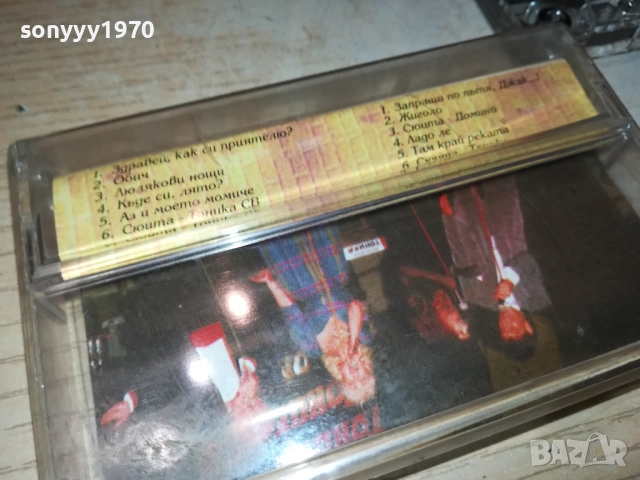 sonyyy1970
1. Здравей, как си приятелю?
2. Обич
3. Люлякови нощи
4. Къде си, лято?
5. Аз и моето момиче
6. Сюита - Тоника СВ
1. Запраши по пътя, Джак...!
2. Жиголо
3. Сюита - Домино
4. Ладо ле
5. Там край реката
bazar.bg